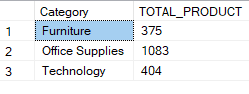 Category TOTAL_PRODUCT
1 Furniture 375
2 Office Supplies 1083
3 Technology 404